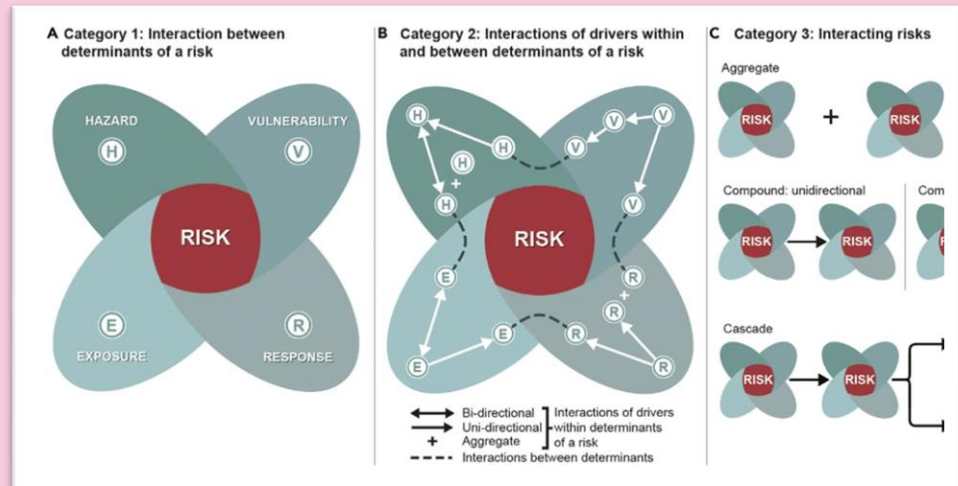 A Category 1: Interaction between
determinants of a risk
HAZARD
H
VULNERABILITY
V
RISK
E
EXPOSURE
R
RESPONSE
B Category 2: Interactions of drivers within
and between determinants of a risk
H
H
H
+
H
V
V
V
V
RISK
E
E
E
R
+
R
R
R
Bi-directional
Uni-directional
+ Aggregate
Interactions of drivers
within determinants
of a risk
Interactions between determinants
C Category 3: Interacting risks
Aggregate
RISK + RISK
Compound: unidirectional
RISK RISK
Cascade
RISK RISK